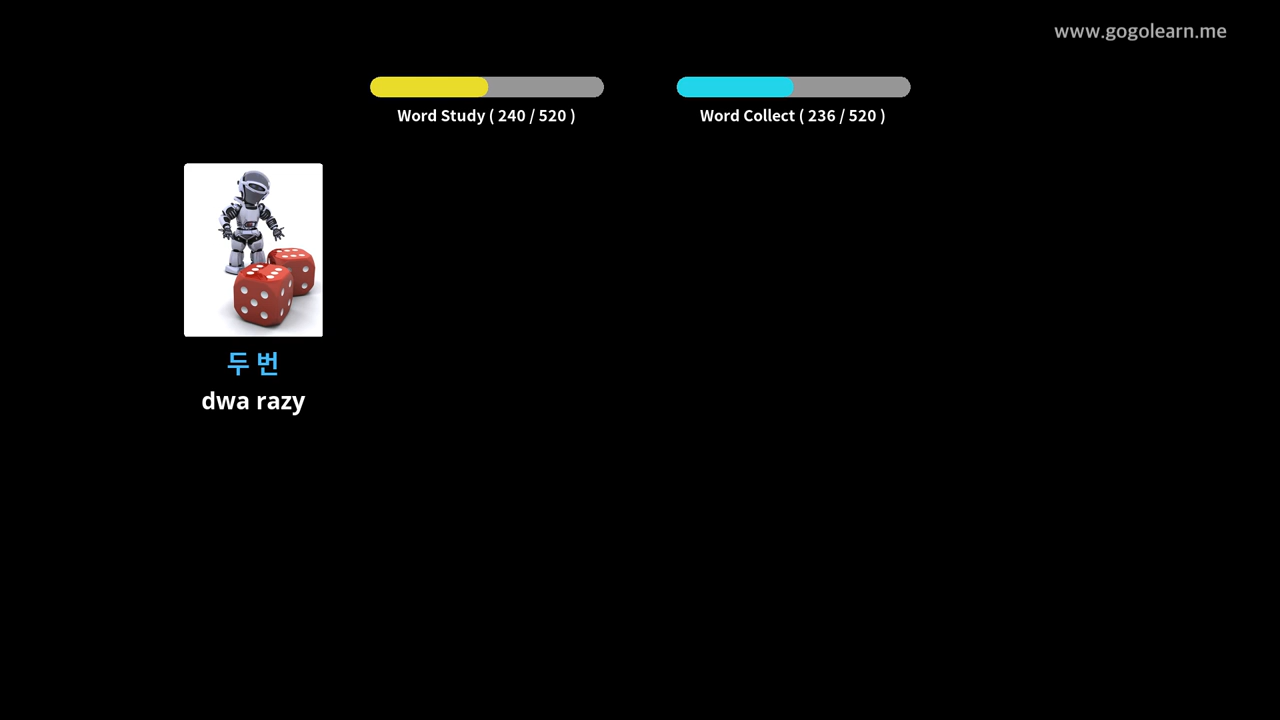 www.gogolearn.me
Word Study ( 240 / 520 )
Word Collect ( 236 / 520 )
두 번
dwa razy